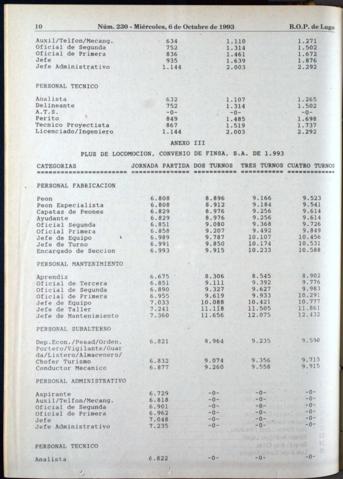 10 Núm. 230 - Miércoles, 6 de Octubre de 1993 B.O.P. de Lugo
Auxil/Telfon/Mecang. 634 1.110 1.271
Oficial de Segunda 752 1.314 1.502
Oficial de Primera 836 1.461 1.672
Jefe 935 1.639 1.876
Jefe Administrativo 1.144 2.003 2.292
PERSONAL TECNICO
Analista 632 1.107 1.265
Delineante 752 1.314 1.502
A.T.S. -0- -0- -0-
Perito 849 1.485 1.698
Tecnico Proyectista 867 1.519 1.737
Licenciado/Ingeniero 1.144 2.003 2.292
ANEXO III
PLUS DE LOCOMOCION, CONVENIO DE FINSA, S.A. DE 1.993
CATEGORIAS JORNADA PARTIDA DOS TURNOS TRES TURNOS CUATRO TURNOS
PERSONAL FABRICACION
Peon 6.808 8.896 9.166 9.523
Peon Especialista 6.808 8.912 9.184 9.541
Capatas de Peones 6.829 8.976 9.256 9.614
Ayudante 6.829 8.976 9.256 9.614
Oficial Segunda 6.851 9.080 9.368 9.726
Oficial Primera 6.858 9.207 9.492 9.849
Jefe de Equipo 6.989 9.787 10.107 10.456
Jefe de Turno 6.991 9.850 10.174 10.531
Encargado de Seccion 6.993 9.915 10.233 10.588
PERSONAL MANTENIMIENTO
Aprendiz 6.675 8.306 8.545 8.902
Oficial de Tercera 6.851 9.111 9.392 9.776
Oficial de Segunda 6.890 9.327 9.627 9.983
Oficial de Primera 6.955 9.619 9.933 10.291
Jefe de Equipo 7.033 10.088 10.421 10.777
Jefe de Taller 7.241 11.118 11.505 11.861
Jefe de Mantenimiento 7.360 11.656 12.075 12.432
PERSONAL SUBALTERNO
Dep.Econ./Pesad/Orden. 6.821 8.964 9.235 9.590
Portero/Vigilante/Guar
da/Listero/Almacenero/
Chofer Turismo 6.832 9.074 9.356 9.715
Conductor Mecanico 6.877 9.260 9.558 9.915
PERSONAL ADMINISTRATIVO
Aspirante 6.729 -0- -0- -0-
Auxil/Telfon/Mecang. 6.818 -0- -0- -0-
Oficial de Segunda 6.901 -0- -0- -0-
Oficial de Primera 6.962 -0- -0- -0-
Jefe 7.048 -0- -0- -0-
Jefe Administrativo 7.235 -0- -0- -0-
PERSONAL TECNICO
Analista 6.822 -0- -0- -0-